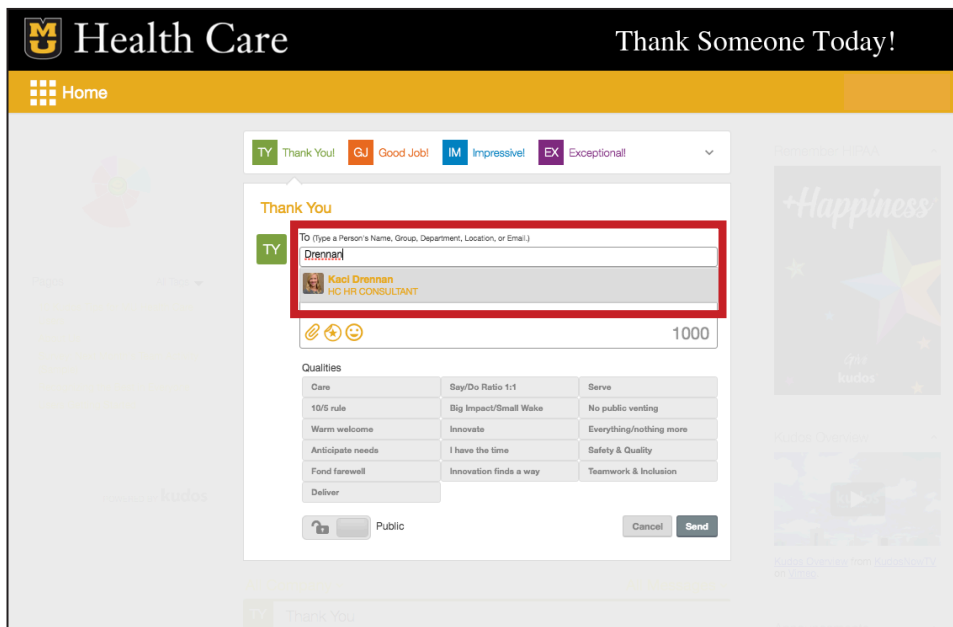 MU Health Care Thank Someone Today!
Home
TY Thank You! GJ Good Job! IM Impressive! EX Exceptional!
Thank You
TY
To (Type a Person's Name, Group, Department, Location, or Email.)
Drennan
Kaci Drennan
HC HR CONSULTANT
1000
Qualities
Care Say/Do Ratio 1:1 Serve
10/5 rule Big Impact/Small Wake No public venting
Warm welcome Innovate Everything/nothing more
Anticipate needs I have the time Safety & Quality
Fond farewell Innovation finds a way Teamwork & Inclusion
Deliver
Public Cancel Send
+Happiness
kudos
kudos
TY Thank You